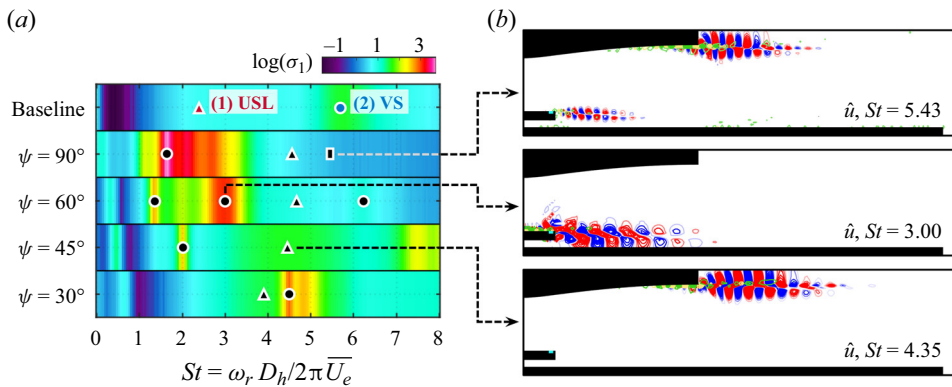 (a)
log(σ₁)
−1 1 3
Baseline
(1) USL
(2) VS
ψ = 90°
ψ = 60°
ψ = 45°
ψ = 30°
0 1 2 3 4 5 6 7 8
St = ωᵣ Dₕ/2π U̅ₑ
(b)
û, St = 5.43
û, St = 3.00
û, St = 4.35